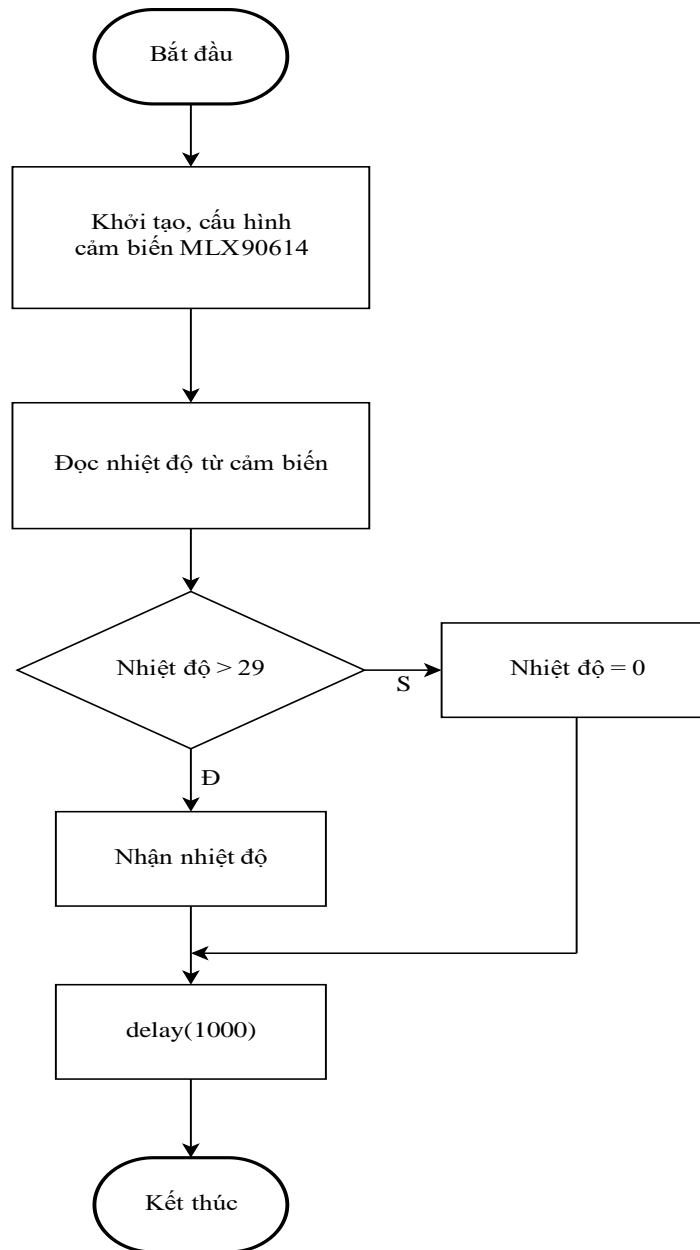 Bắt đầu
Khởi tạo, cấu hình
cảm biến MLX90614
Đọc nhiệt độ từ cảm biến
Nhiệt độ > 29
S
Nhiệt độ = 0
Đ
Nhận nhiệt độ
delay(1000)
Kết thúc